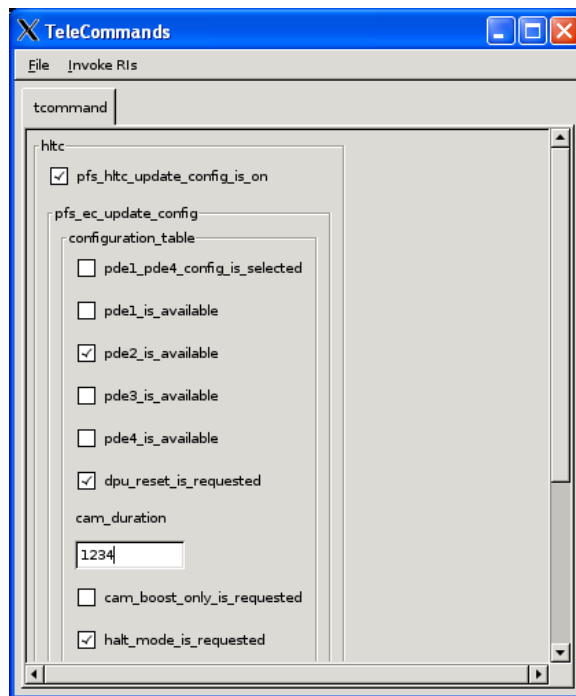 TeleCommands
File Invoke RIs
tcommand
hltc
pfs_hltc_update_config_is_on
pfs_ec_update_config
configuration_table
pde1_pde4_config_is_selected
pde1_is_available
pde2_is_available
pde3_is_available
pde4_is_available
dpu_reset_is_requested
cam_duration
1234
cam_boost_only_is_requested
halt_mode_is_requested